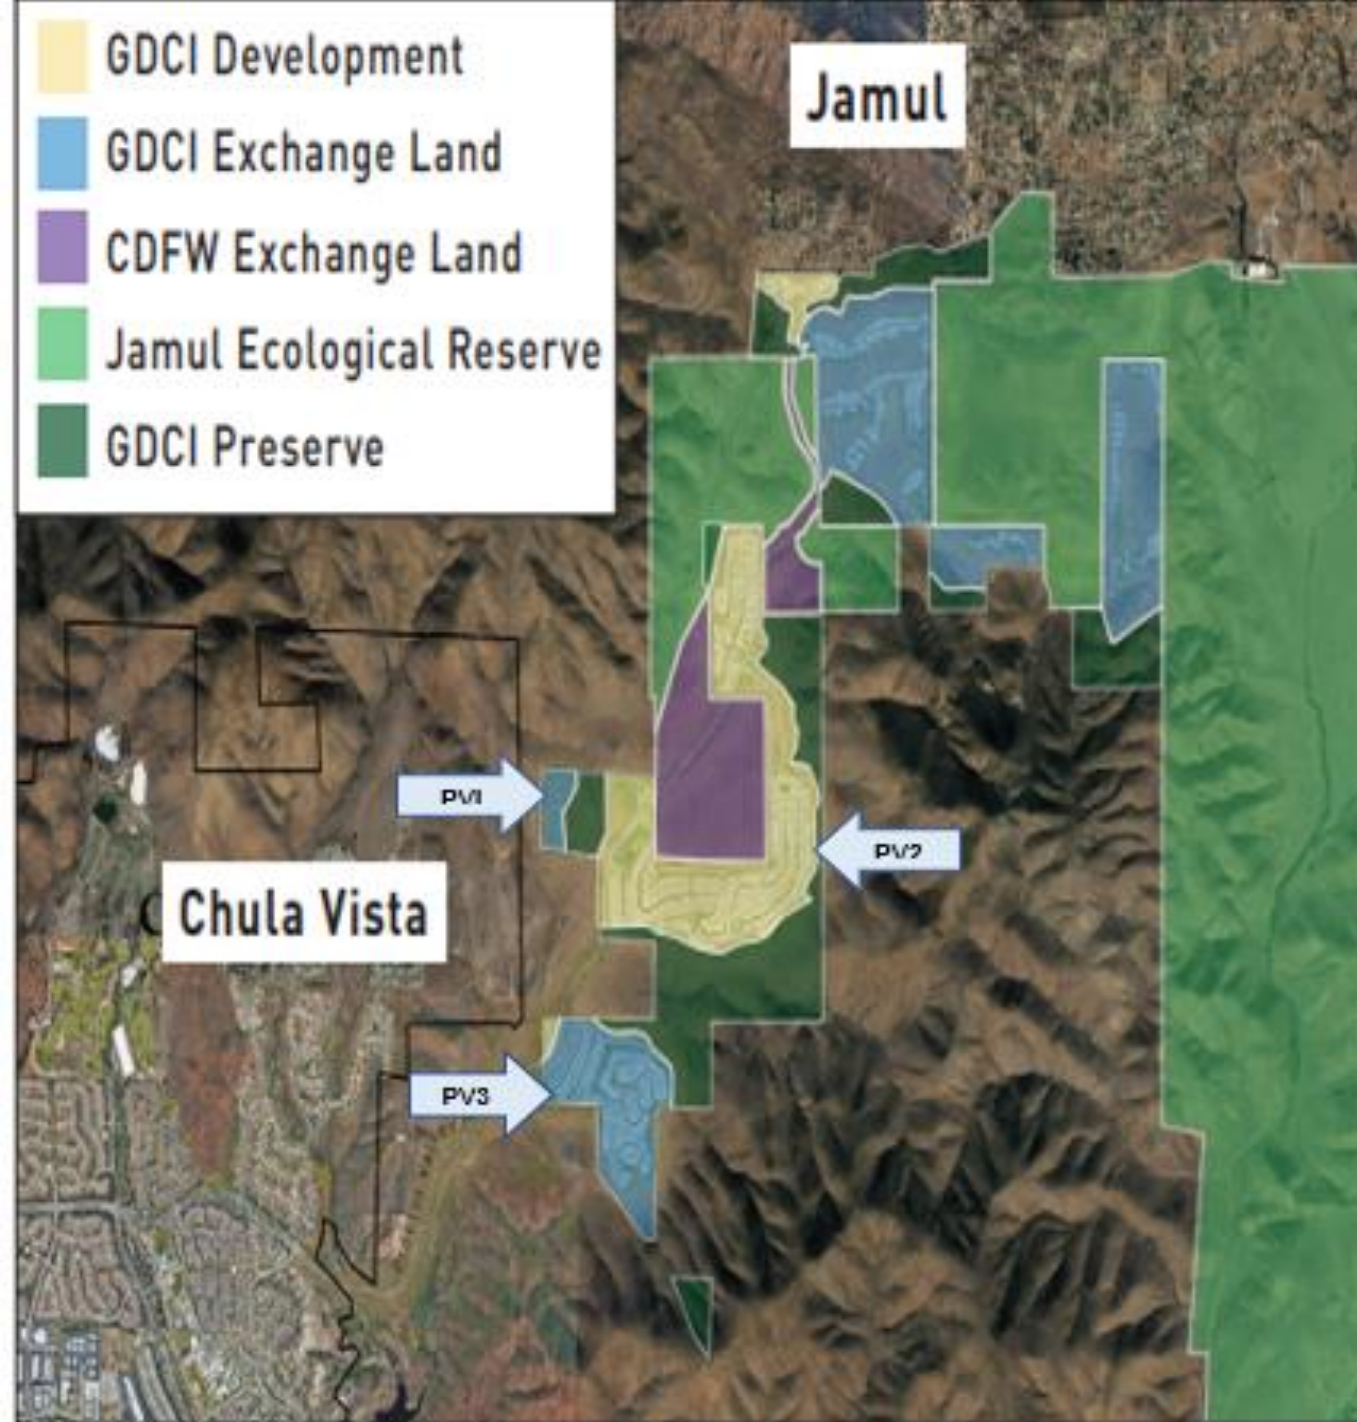 GDCI Development
GDCI Exchange Land
CDFW Exchange Land
Jamul Ecological Reserve
GDCI Preserve
Jamul
PV1
PV2
Chula Vista
PV3